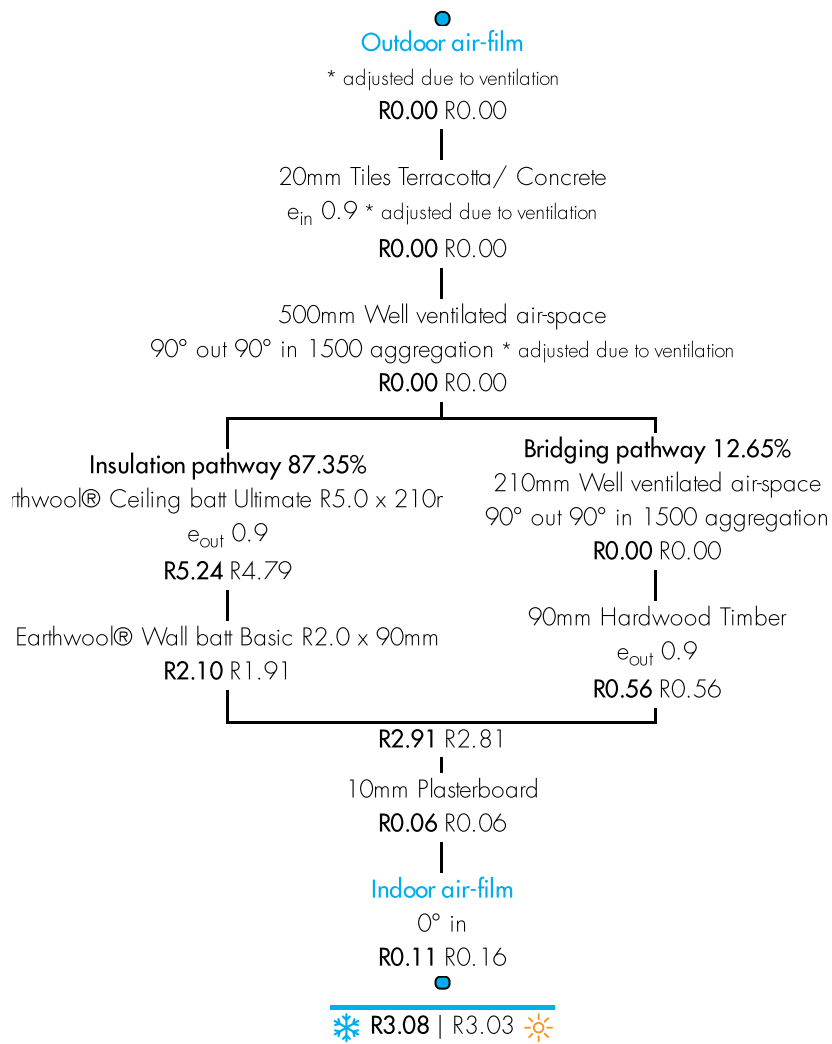 Outdoor air-film
* adjusted due to ventilation
R0.00 R0.00
20mm Tiles Terracotta/ Concrete
ein 0.9 * adjusted due to ventilation
R0.00 R0.00
500mm Well ventilated air-space
90° out 90° in 1500 aggregation * adjusted due to ventilation
R0.00 R0.00
Insulation pathway 87.35%
rthwool® Ceiling batt Ultimate R5.0 x 210r
eout 0.9
R5.24 R4.79
Earthwool® Wall batt Basic R2.0 x 90mm
R2.10 R1.91
Bridging pathway 12.65%
210mm Well ventilated air-space
90° out 90° in 1500 aggregation
R0.00 R0.00
90mm Hardwood Timber
eout 0.9
R0.56 R0.56
R2.91 R2.81
10mm Plasterboard
R0.06 R0.06
Indoor air-film
0° in
R0.11 R0.16
R3.08 | R3.03